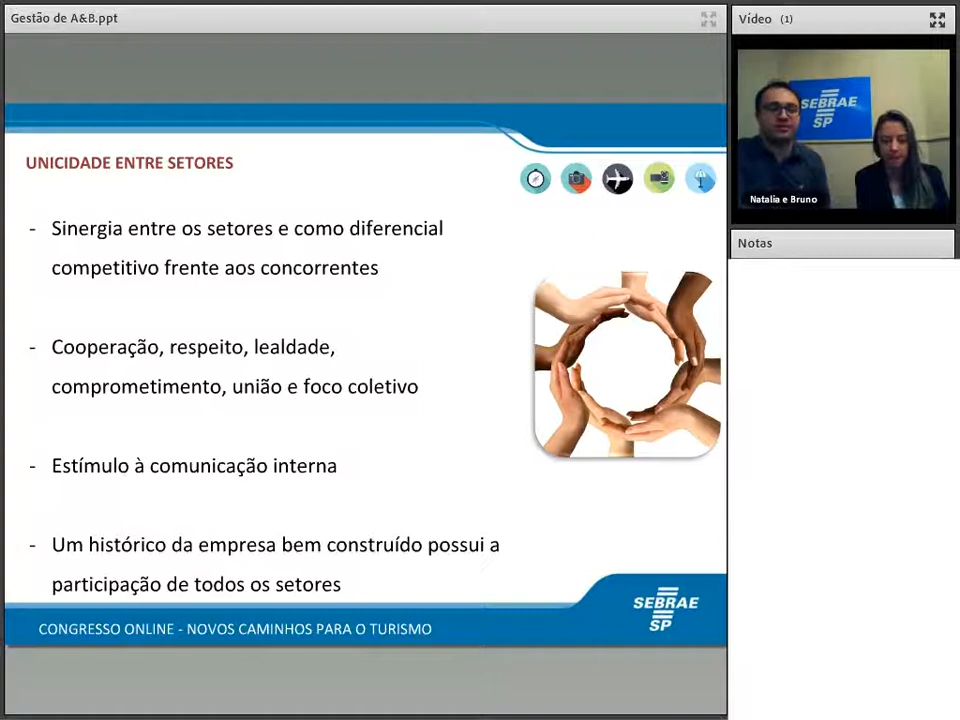 Gestão de A&B.ppt
Vídeo (1)
SEBRAE
SP
Natalia e Bruno
Notas
UNICIDADE ENTRE SETORES
- Sinergia entre os setores e como diferencial
competitivo frente aos concorrentes
- Cooperação, respeito, lealdade,
comprometimento, união e foco coletivo
- Estímulo à comunicação interna
- Um histórico da empresa bem construído possui a
participação de todos os setores
SEBRAE
SP
CONGRESSO ONLINE - NOVOS CAMINHOS PARA O TURISMO